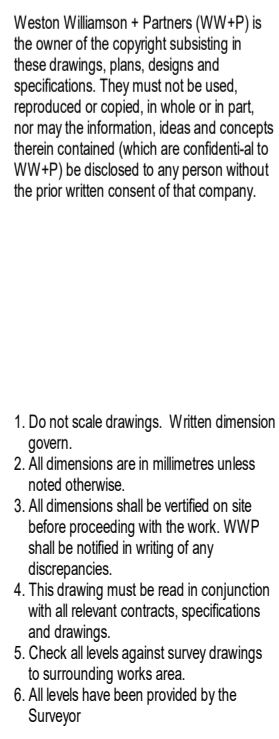 Weston Williamson + Partners (WW+P) is
the owner of the copyright subsisting in
these drawings, plans, designs and
specifications. They must not be used,
reproduced or copied, in whole or in part,
nor may the information, ideas and concepts
therein contained (which are confidenti-al to
WW+P) be disclosed to any person without
the prior written consent of that company.
1. Do not scale drawings.  Written dimension
govern.
2. All dimensions are in millimetres unless
noted otherwise.
3. All dimensions shall be vertified on site
before proceeding with the work. WWP
shall be notified in writing of any
discrepancies.
4. This drawing must be read in conjunction
with all relevant contracts, specifications
and drawings.
5. Check all levels against survey drawings
to surrounding works area.
6. All levels have been provided by the
Surveyor